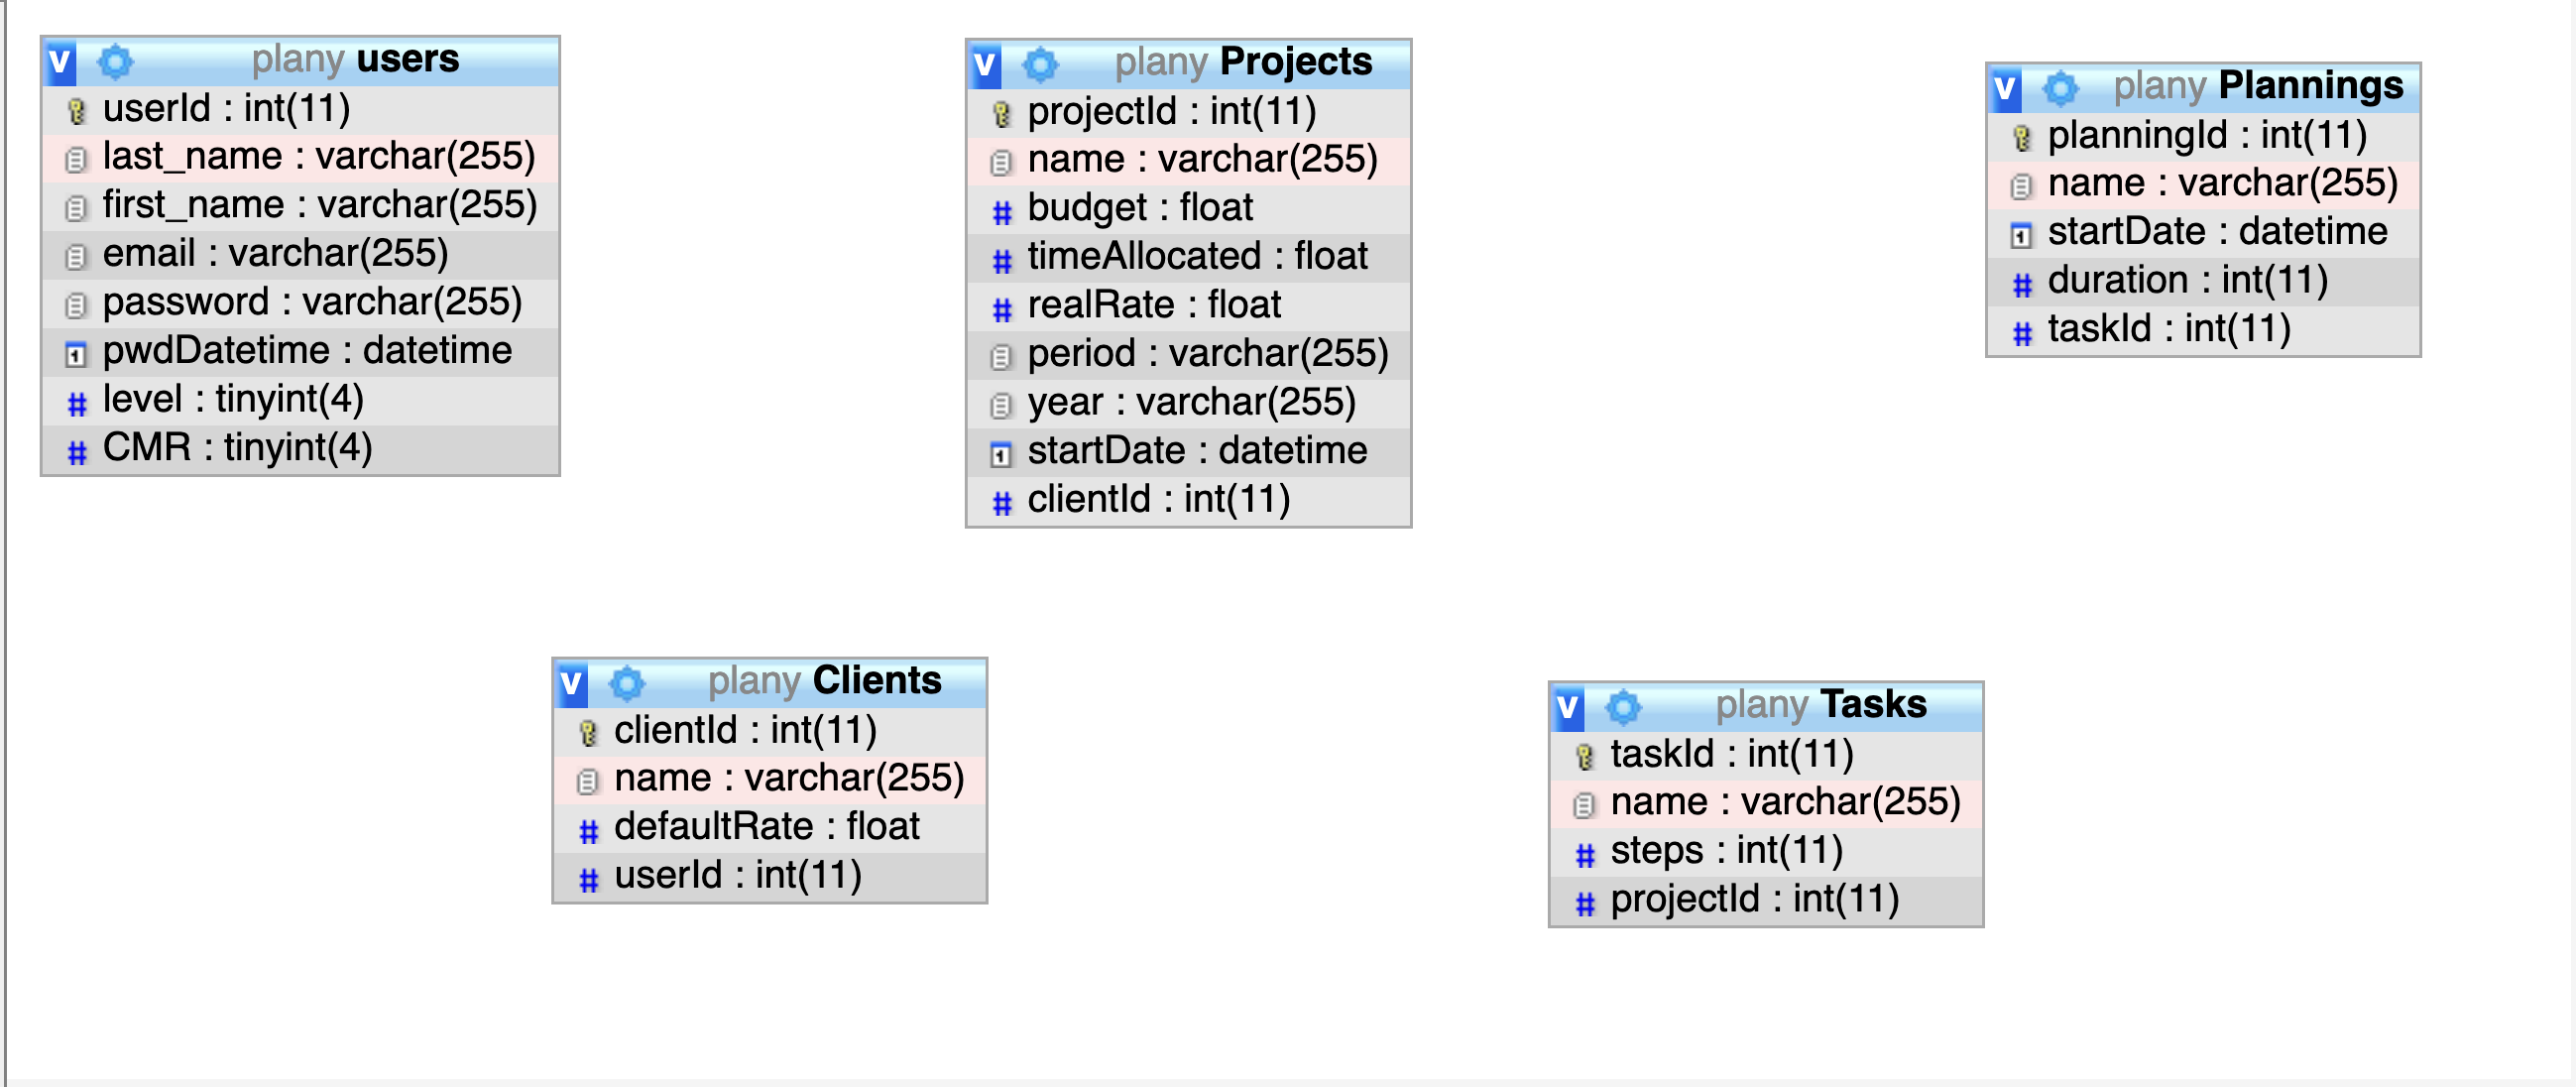 v plany users
userId : int(11)
last_name : varchar(255)
first_name : varchar(255)
email : varchar(255)
password : varchar(255)
pwdDatetime : datetime
level : tinyint(4)
CMR : tinyint(4)
v plany Projects
projectId : int(11)
name : varchar(255)
budget : float
timeAllocated : float
realRate : float
period : varchar(255)
year : varchar(255)
startDate : datetime
clientId : int(11)
v plany Plannings
planningId : int(11)
name : varchar(255)
startDate : datetime
duration : int(11)
taskId : int(11)
v plany Clients
clientId : int(11)
name : varchar(255)
defaultRate : float
userId : int(11)
v plany Tasks
taskId : int(11)
name : varchar(255)
steps : int(11)
projectId : int(11)